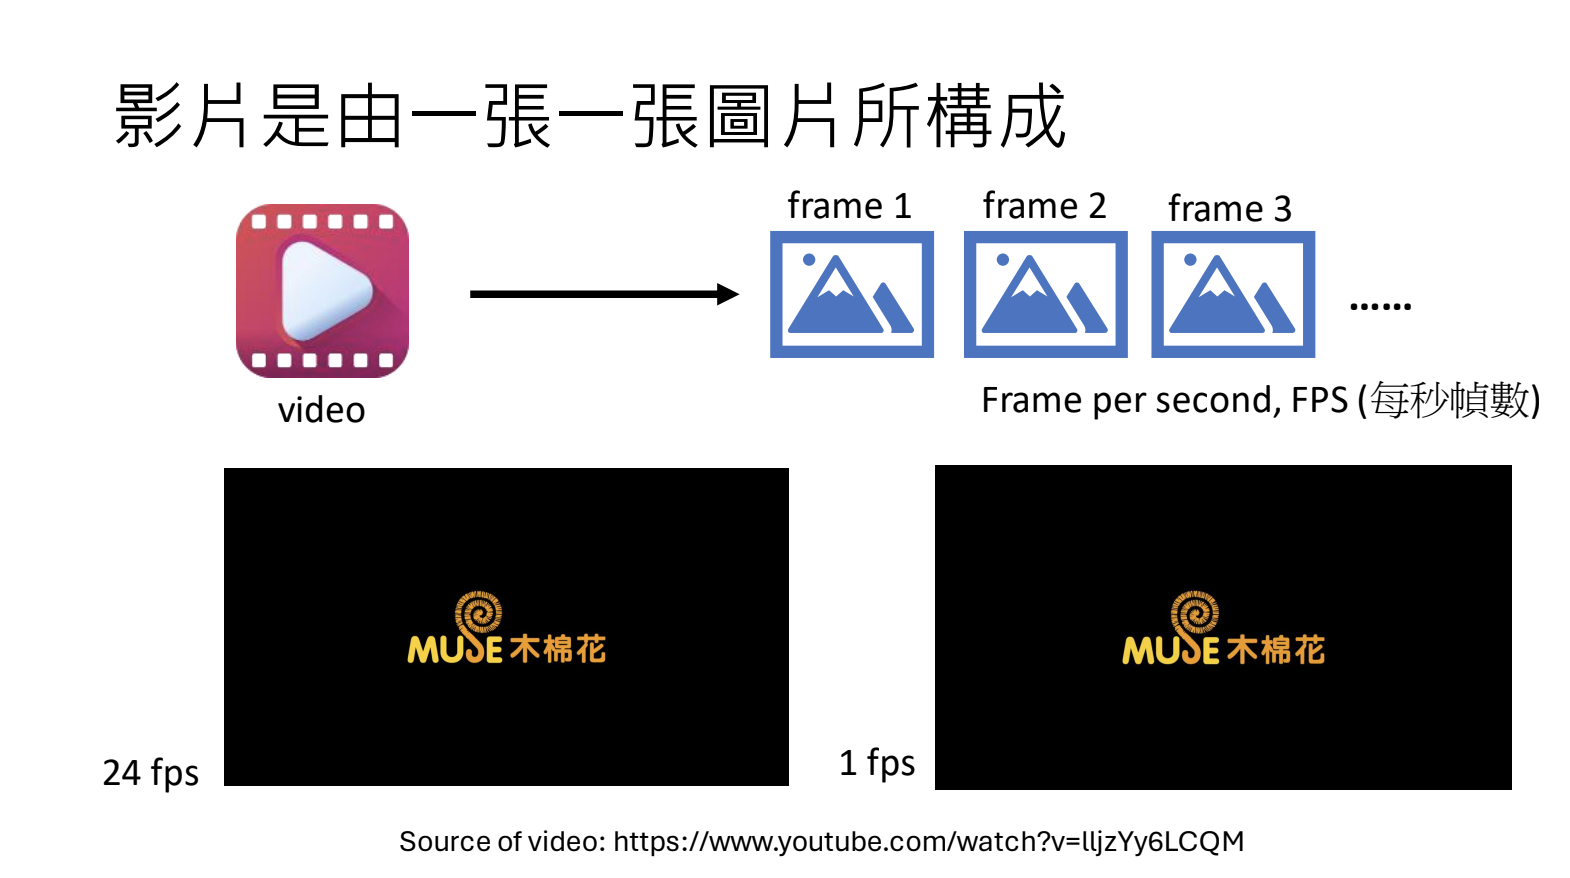 影片是由一張一張圖片所構成
frame 1
frame 2
frame 3
......
video
Frame per second, FPS (每秒幀數)
MUSE 木棉花
24 fps
MUSE 木棉花
1 fps
Source of video: https://www.youtube.com/watch?v=lljzYy6LCQM